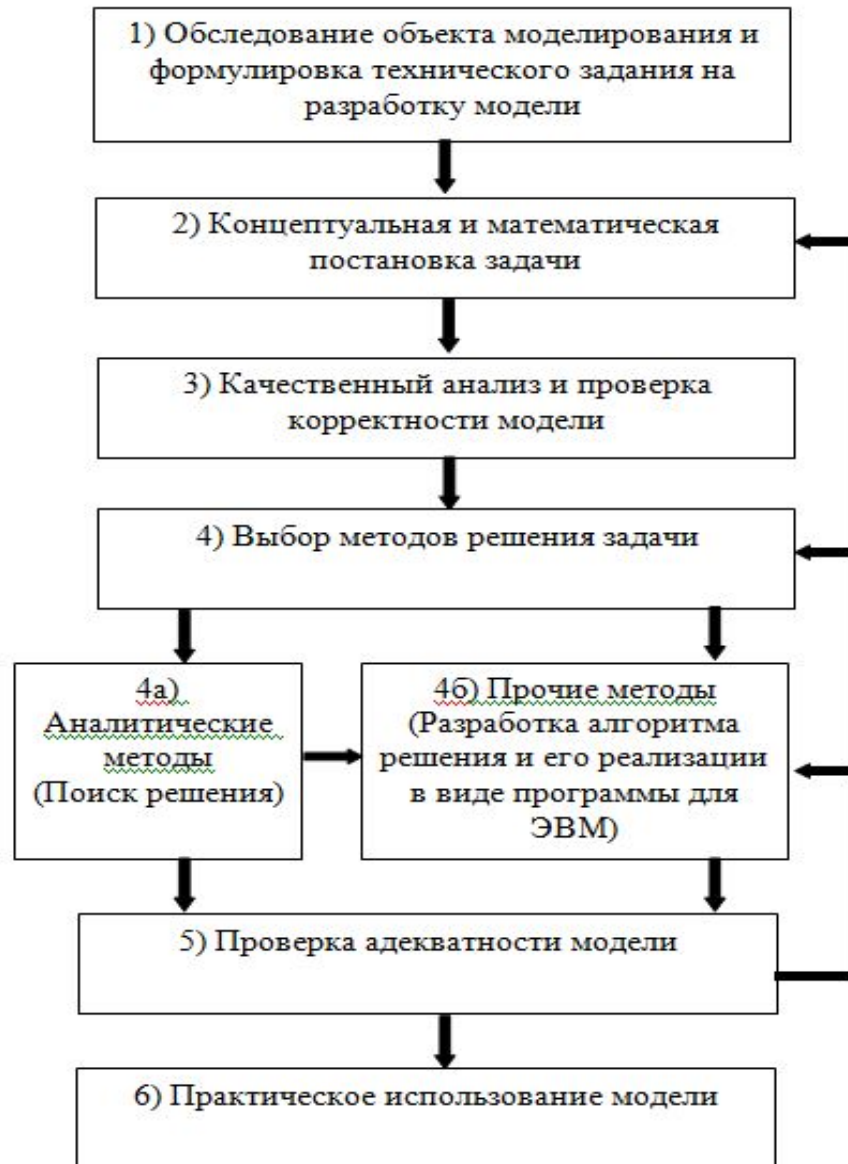 1) Обследование объекта моделирования и
формулировка технического задания на
разработку модели
2) Концептуальная и математическая
постановка задачи
3) Качественный анализ и проверка
корректности модели
4) Выбор методов решения задачи
4а)
Аналитические
методы
(Поиск решения)
4б) Прочие методы
(Разработка алгоритма
решения и его реализации
в виде программы для
ЭВМ)
5) Проверка адекватности модели
6) Практическое использование модели